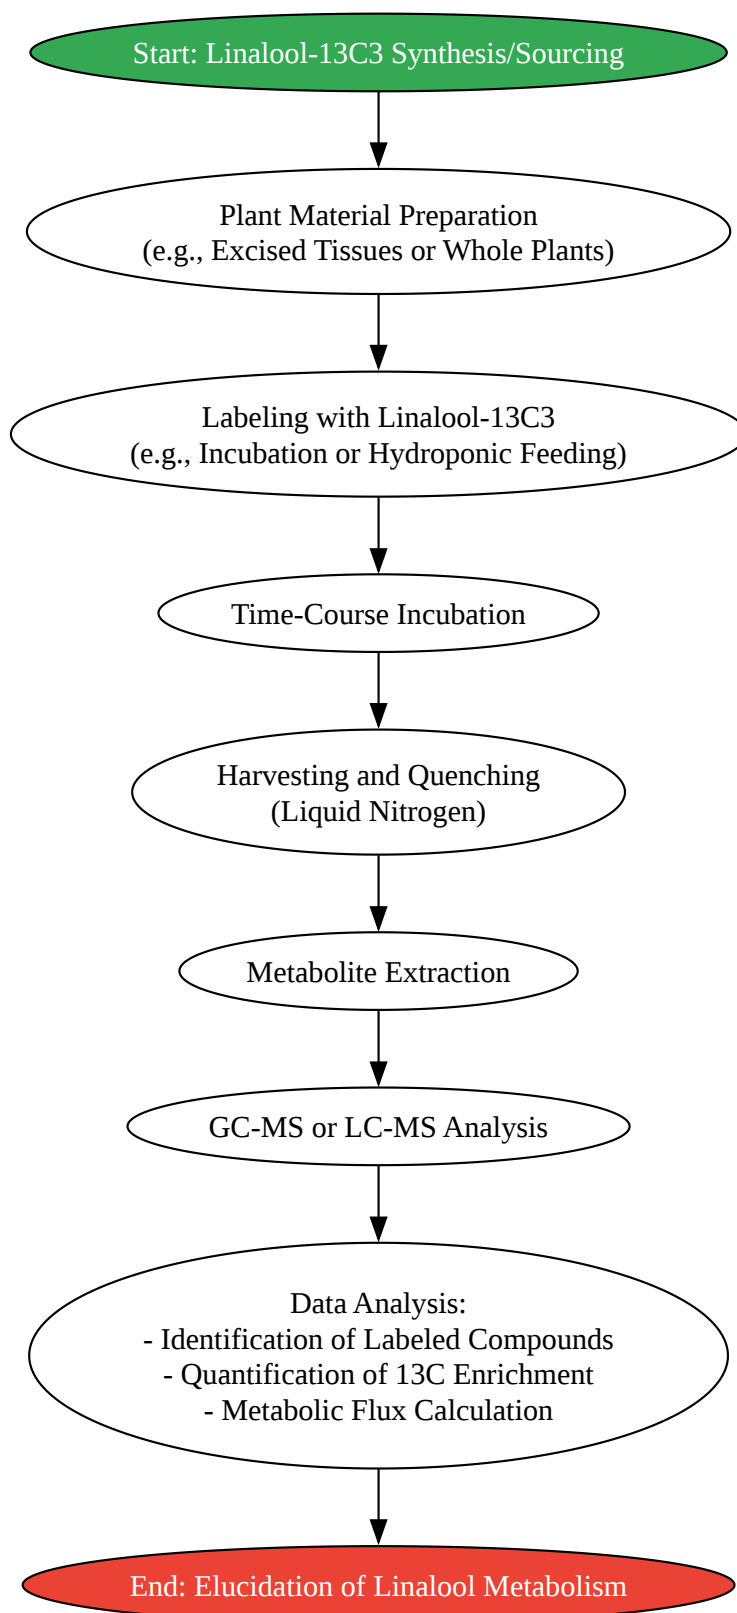 Start: Linalool-13C3 Synthesis/Sourcing
Plant Material Preparation
(e.g., Excised Tissues or Whole Plants)
Labeling with Linalool-13C3
(e.g., Incubation or Hydroponic Feeding)
Time-Course Incubation
Harvesting and Quenching
(Liquid Nitrogen)
Metabolite Extraction
GC-MS or LC-MS Analysis
Data Analysis:
- Identification of Labeled Compounds
- Quantification of 13C Enrichment
- Metabolic Flux Calculation
End: Elucidation of Linalool Metabolism